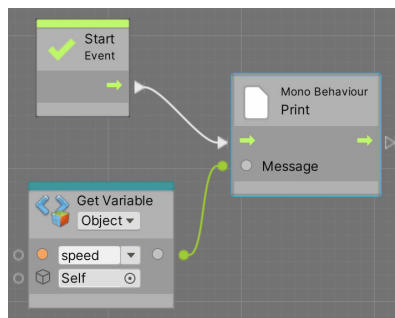 Start
Event
Mono Behaviour
Print
Message
Get Variable
Object
speed
Self